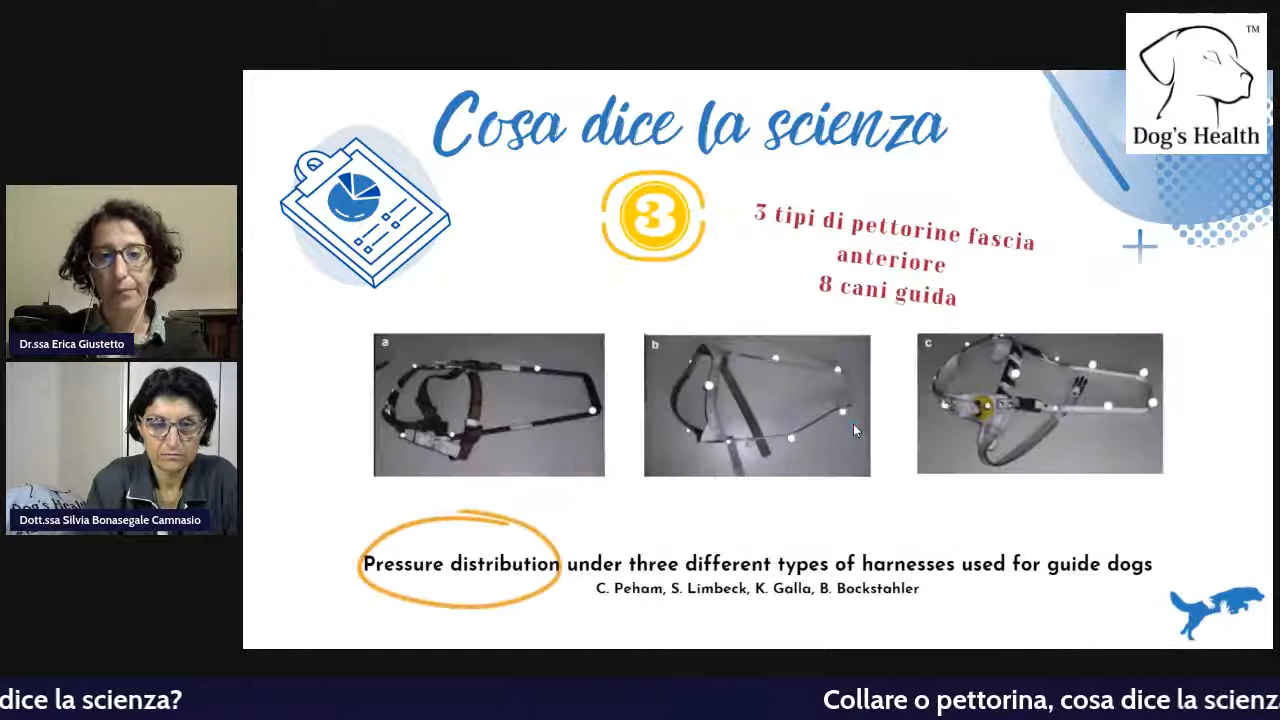 TM
Dog's Health
Cosa dice la scienza
3
3 tipi di pettorine fascia
anteriore
8 cani guida
a
b
c
Dr.ssa Erica Giustetto
Dog's Heal
Dott.ssa Silvia Bonasegale Camnasio
Pressure distribution under three different types of harnesses used for guide dogs
C. Peham, S. Limbeck, K. Galla, B. Bockstahler
dice la scienza?
Collare o pettorina, cosa dice la scienz